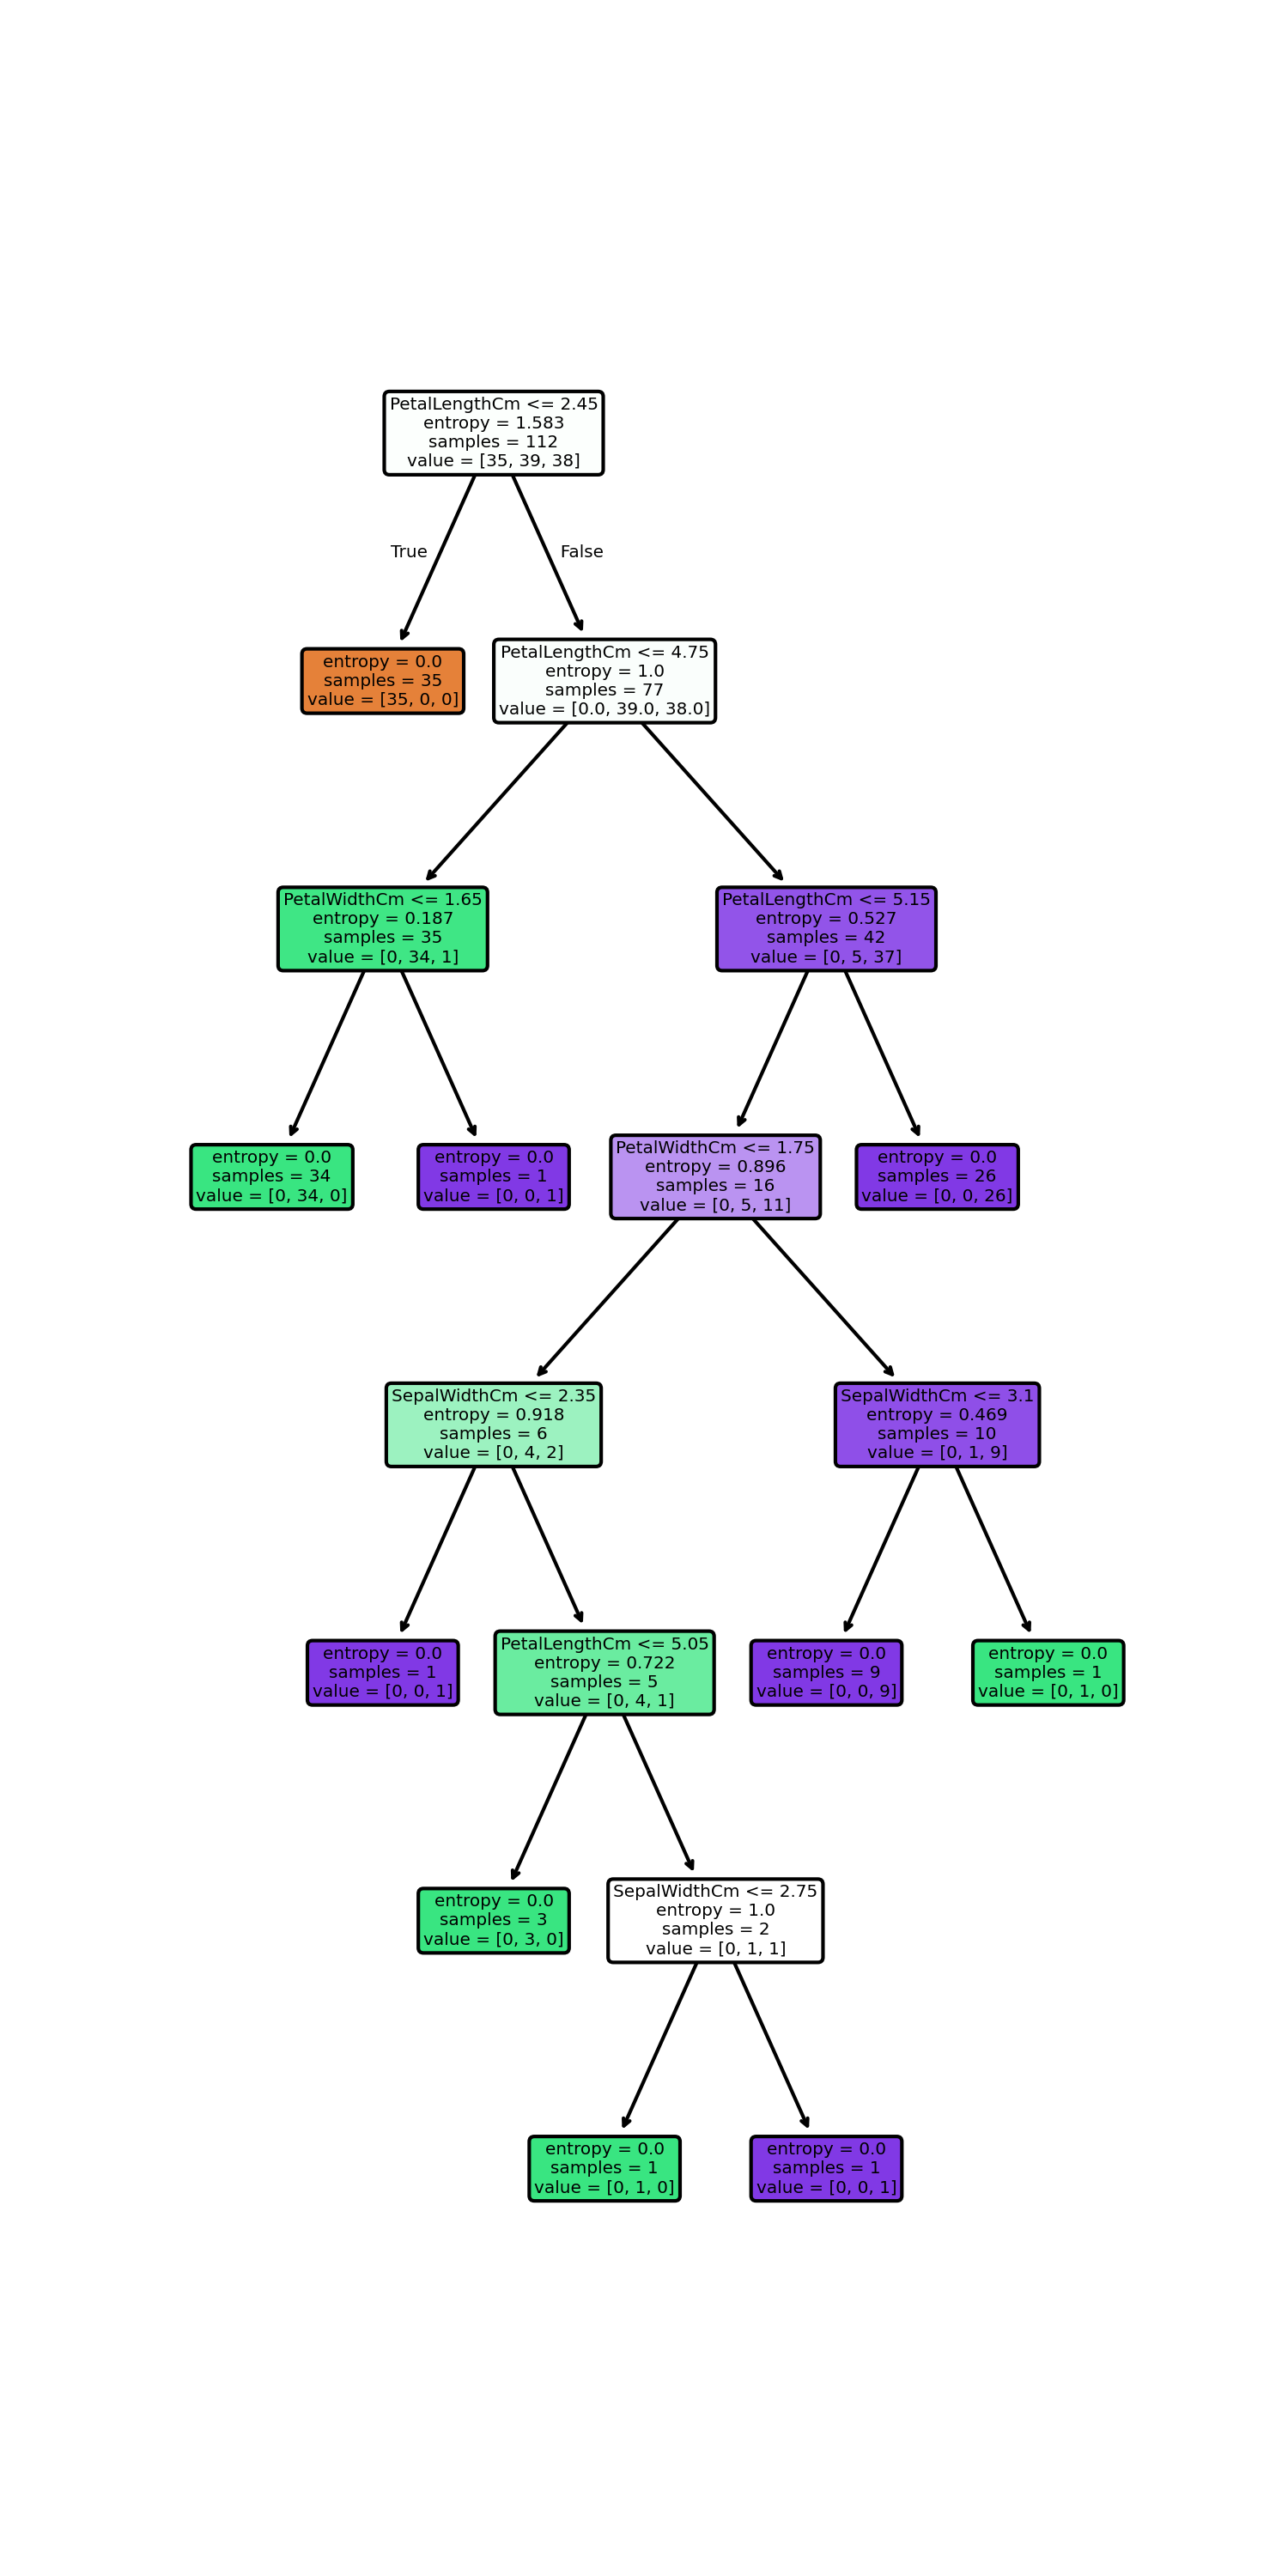 PetalLengthCm <= 2.45
entropy = 1.583
samples = 112
value = [35, 39, 38]
True
False
entropy = 0.0
samples = 35
value = [35, 0, 0]
PetalLengthCm <= 4.75
entropy = 1.0
samples = 77
value = [0.0, 39.0, 38.0]
PetalWidthCm <= 1.65
entropy = 0.187
samples = 35
value = [0, 34, 1]
PetalLengthCm <= 5.15
entropy = 0.527
samples = 42
value = [0, 5, 37]
entropy = 0.0
samples = 34
value = [0, 34, 0]
entropy = 0.0
samples = 1
value = [0, 0, 1]
PetalWidthCm <= 1.75
entropy = 0.896
samples = 16
value = [0, 5, 11]
entropy = 0.0
samples = 26
value = [0, 0, 26]
SepalWidthCm <= 2.35
entropy = 0.918
samples = 6
value = [0, 4, 2]
SepalWidthCm <= 3.1
entropy = 0.469
samples = 10
value = [0, 1, 9]
entropy = 0.0
samples = 1
value = [0, 0, 1]
PetalLengthCm <= 5.05
entropy = 0.722
samples = 5
value = [0, 4, 1]
entropy = 0.0
samples = 9
value = [0, 0, 9]
entropy = 0.0
samples = 1
value = [0, 1, 0]
entropy = 0.0
samples = 3
value = [0, 3, 0]
SepalWidthCm <= 2.75
entropy = 1.0
samples = 2
value = [0, 1, 1]
entropy = 0.0
samples = 1
value = [0, 1, 0]
entropy = 0.0
samples = 1
value = [0, 0, 1]